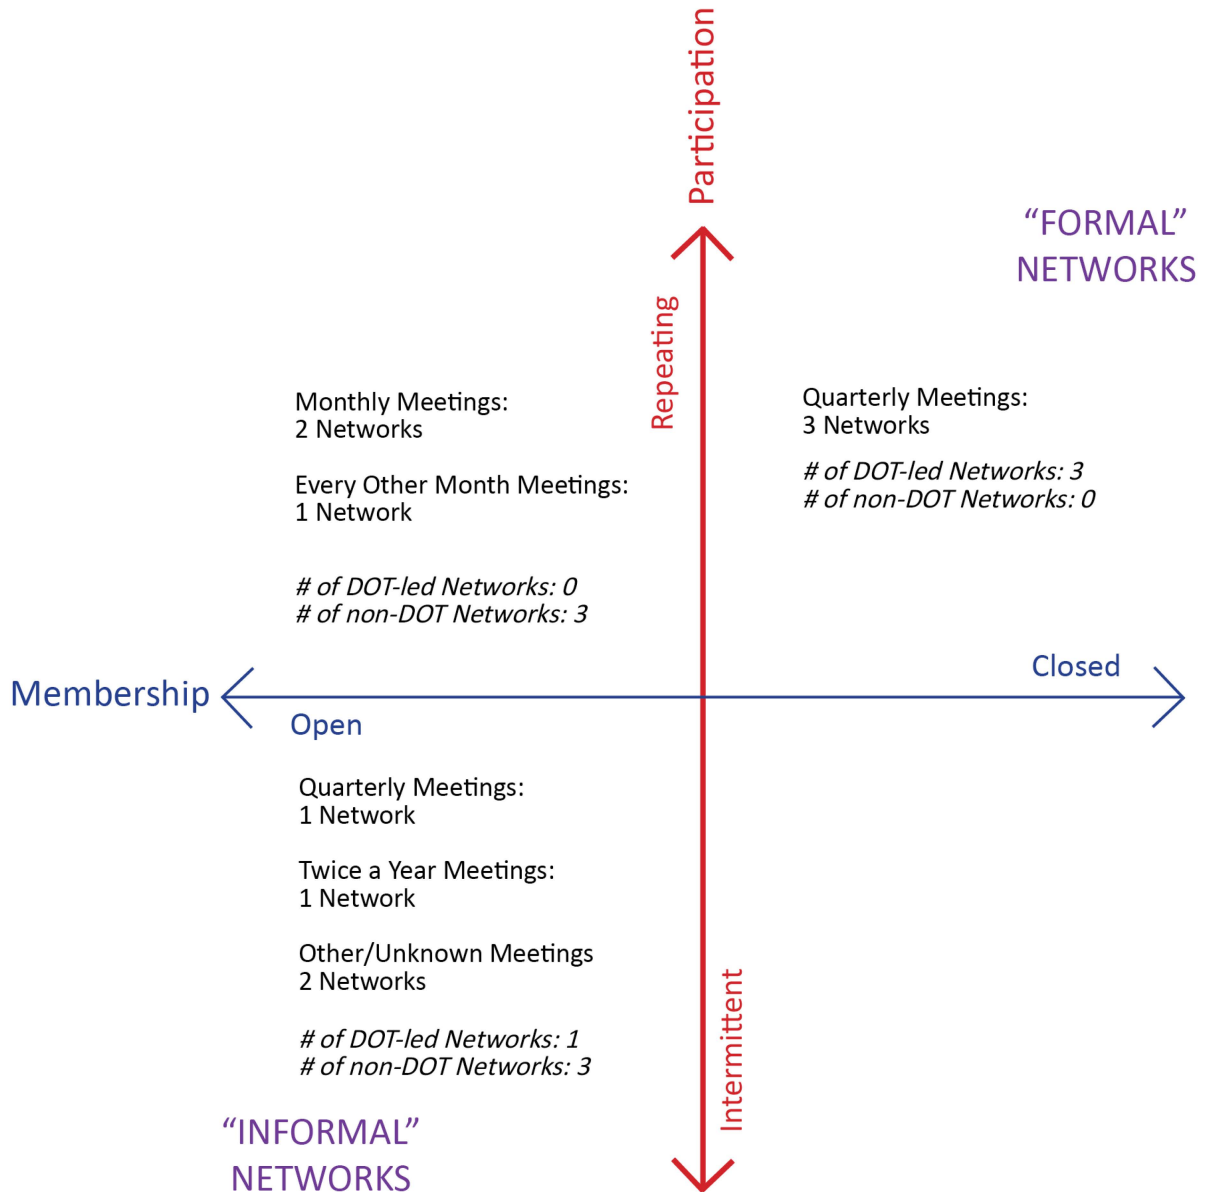 Participation
“FORMAL”
NETWORKS
Repeating
Monthly Meetings:
2 Networks
Every Other Month Meetings:
1 Network
# of DOT-led Networks: 0
# of non-DOT Networks: 3
Quarterly Meetings:
3 Networks
# of DOT-led Networks: 3
# of non-DOT Networks: 0
Membership
Closed
Open
Quarterly Meetings:
1 Network
Twice a Year Meetings:
1 Network
Other/Unknown Meetings
2 Networks
# of DOT-led Networks: 1
# of non-DOT Networks: 3
Intermittent
“INFORMAL”
NETWORKS